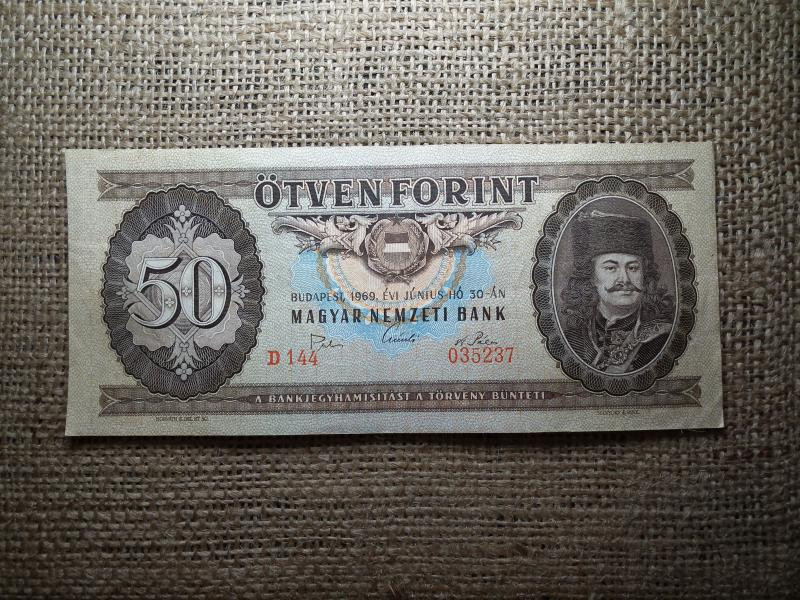 ÖTVEN FORINT
50
BUDAPEST, 1969. ÉVI JÚNIUS HÓ 30-ÁN
MAGYAR NEMZETI BANK
D 144
035237
A BANKJEGYHAMISÍTÁST A TÖRVÉNY BÜNTETI